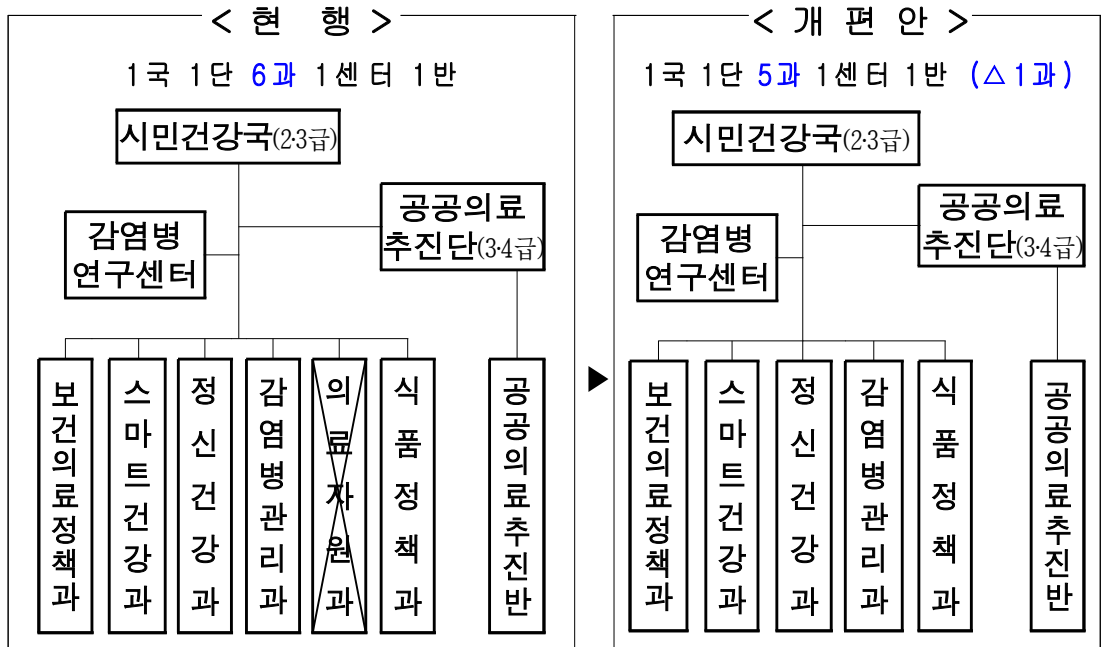 < 현 행 >
1국 1단 6과 1센터 1반
시민건강국(2·3급)
공공의료
추진단(3·4급)
감염병
연구센터
보건의료정책과
스마트건강과
정신건강과
감염병관리과
의료자원과
식품정책과
공공의료추진반
▶
< 개 편 안 >
1국 1단 5과 1센터 1반 (△1과)
시민건강국(2·3급)
공공의료
추진단(3·4급)
감염병
연구센터
보건의료정책과
스마트건강과
정신건강과
감염병관리과
식품정책과
공공의료추진반